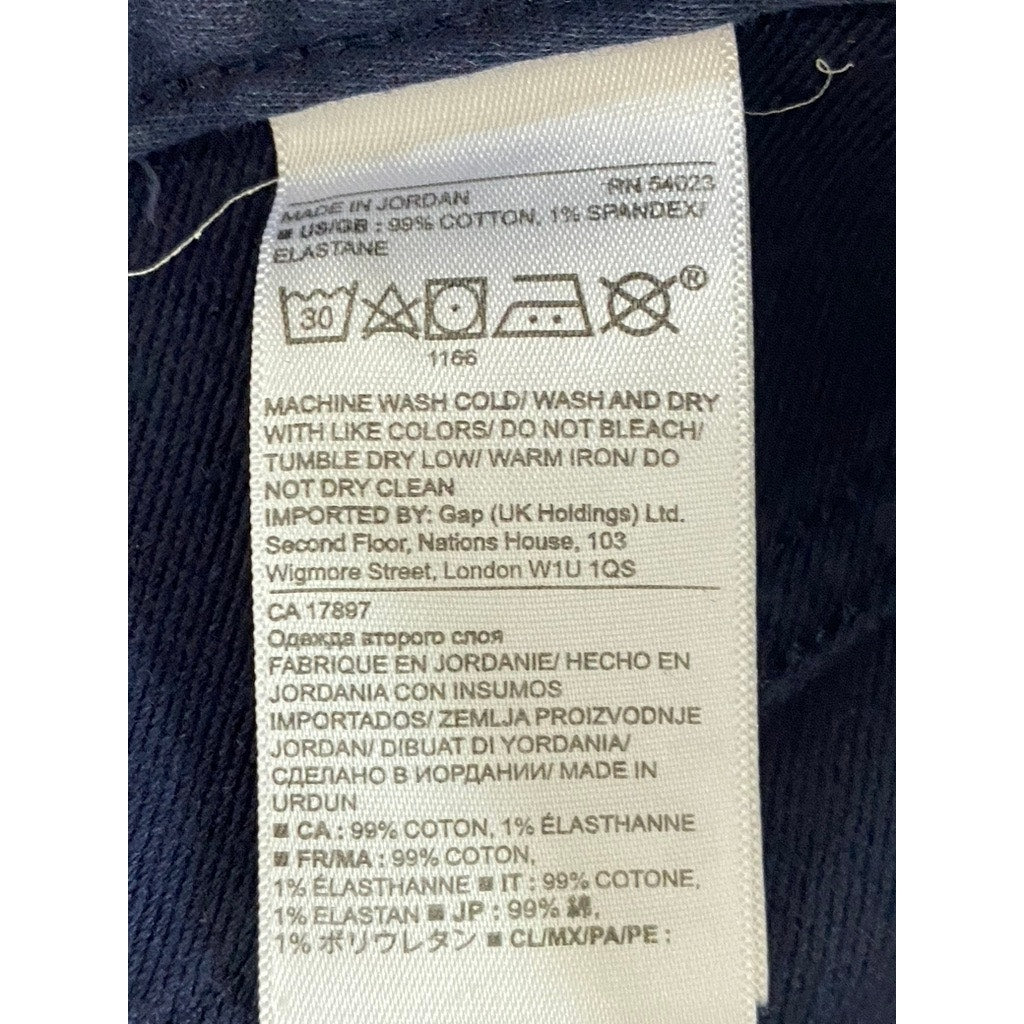 MADE IN JORDAN RN 54023
US/GB : 99% COTTON, 1% SPANDEX/
ELASTANE
30
®
1166
MACHINE WASH COLD/ WASH AND DRY
WITH LIKE COLORS/ DO NOT BLEACH/
TUMBLE DRY LOW/ WARM IRON/ DO
NOT DRY CLEAN
IMPORTED BY: Gap (UK Holdings) Ltd.
Second Floor, Nations House, 103
Wigmore Street, London W1U 1QS
CA 17897
Одежда второго слоя
FABRIQUE EN JORDANIE/ HECHO EN
JORDANIA CON INSUMOS
IMPORTADOS/ ZEMLJA PROIZVODNJE
JORDAN/ DIBUAT DI YORDANIA/
СДЕЛАНО В ИОРДАНИИ/ MADE IN
URDUN
■ CA : 99% COTON, 1% ÉLASTHANNE
■ FR/MA : 99% COTON,
1% ÉLASTHANNE ■ IT : 99% COTONE,
1% ELASTAN ■ JP : 99% 綿,
1% ポリウレタン ■ CL/MX/PA/PE :